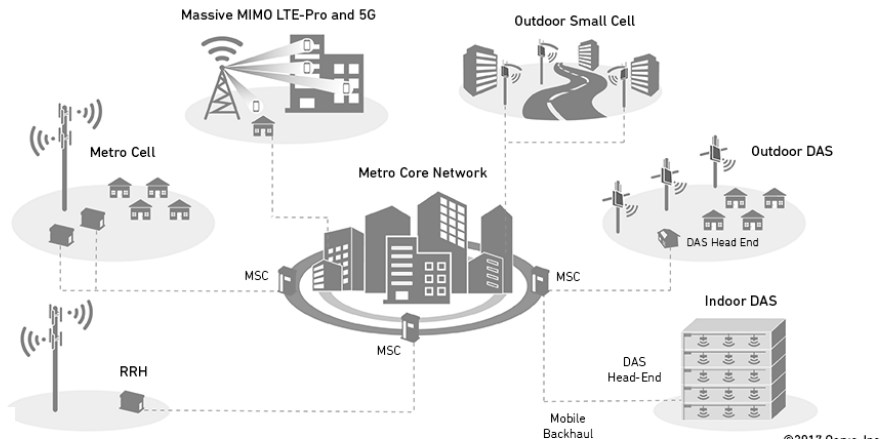 Massive MIMO LTE-Pro and 5G
Outdoor Small Cell
Metro Cell
Outdoor DAS
Metro Core Network
DAS Head End
MSC
MSC
Indoor DAS
MSC
RRH
DAS
Head-End
Mobile
Backhaul
©2017